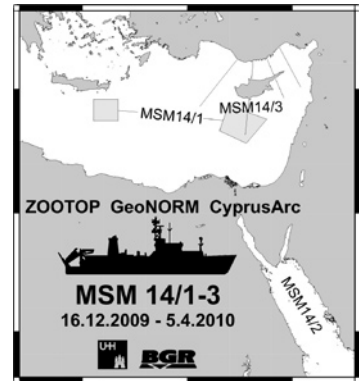 MSM14/1
MSM14/3
ZOOTOP GeoNORM CyprusArc
MSM 14/1-3
16.12.2009 - 5.4.2010
MSM14/2
UH
BGR